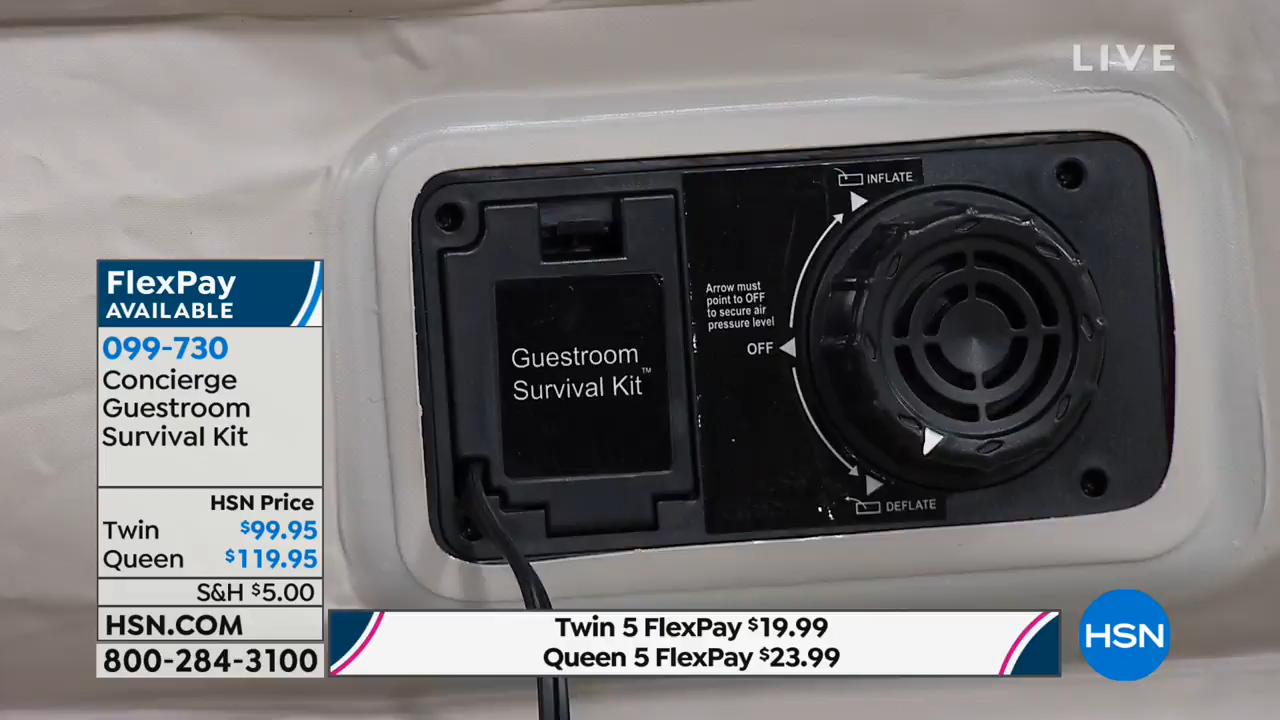 LIVE
INFLATE
Arrow must
point to OFF
to secure air
pressure level
OFF
Guestroom
Survival Kit™
DEFLATE
FlexPay
AVAILABLE
099-730
Concierge
Guestroom
Survival Kit
HSN Price
Twin $99.95
Queen $119.95
S&H $5.00
HSN.COM
800-284-3100
Twin 5 FlexPay $19.99
Queen 5 FlexPay $23.99
HSN